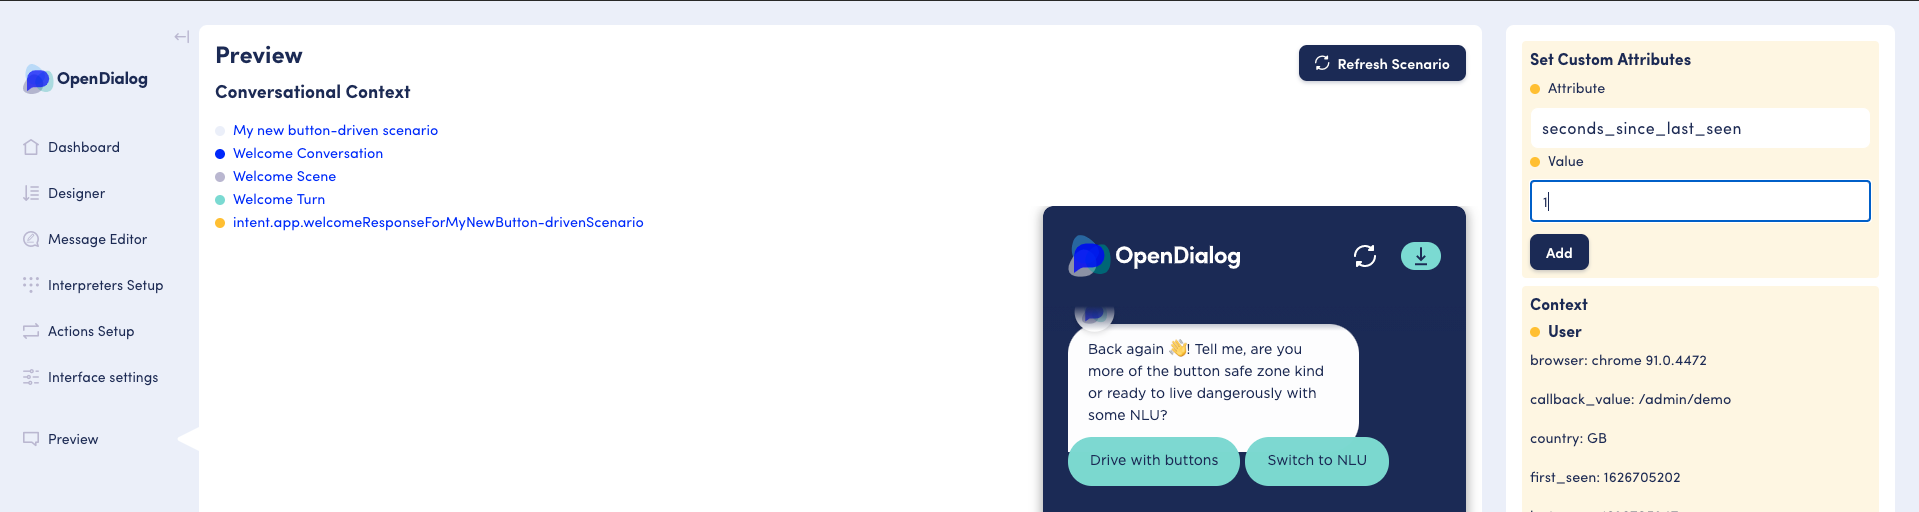 OpenDialog
Dashboard
Designer
Message Editor
Interpreters Setup
Actions Setup
Interface settings
Preview
Preview
Refresh Scenario
Conversational Context
My new button-driven scenario
Welcome Conversation
Welcome Scene
Welcome Turn
intent.app.welcomeResponseForMyNewButton-drivenScenario
OpenDialog
Back again 👋! Tell me, are you
more of the button safe zone kind
or ready to live dangerously with
some NLU?
Drive with buttons
Switch to NLU
Set Custom Attributes
Attribute
seconds_since_last_seen
Value
1
Add
Context
User
browser: chrome 91.0.4472
callback_value: /admin/demo
country: GB
first_seen: 1626705202